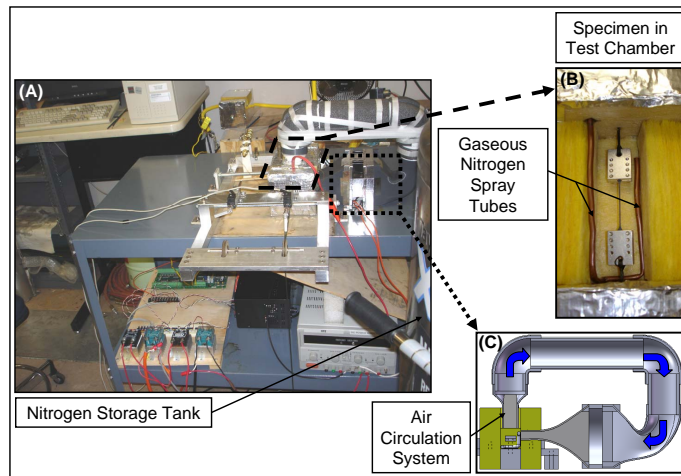 Specimen in
Test Chamber
(A)
(B)
Gaseous
Nitrogen
Spray
Tubes
(C)
Nitrogen Storage Tank
Air
Circulation
System